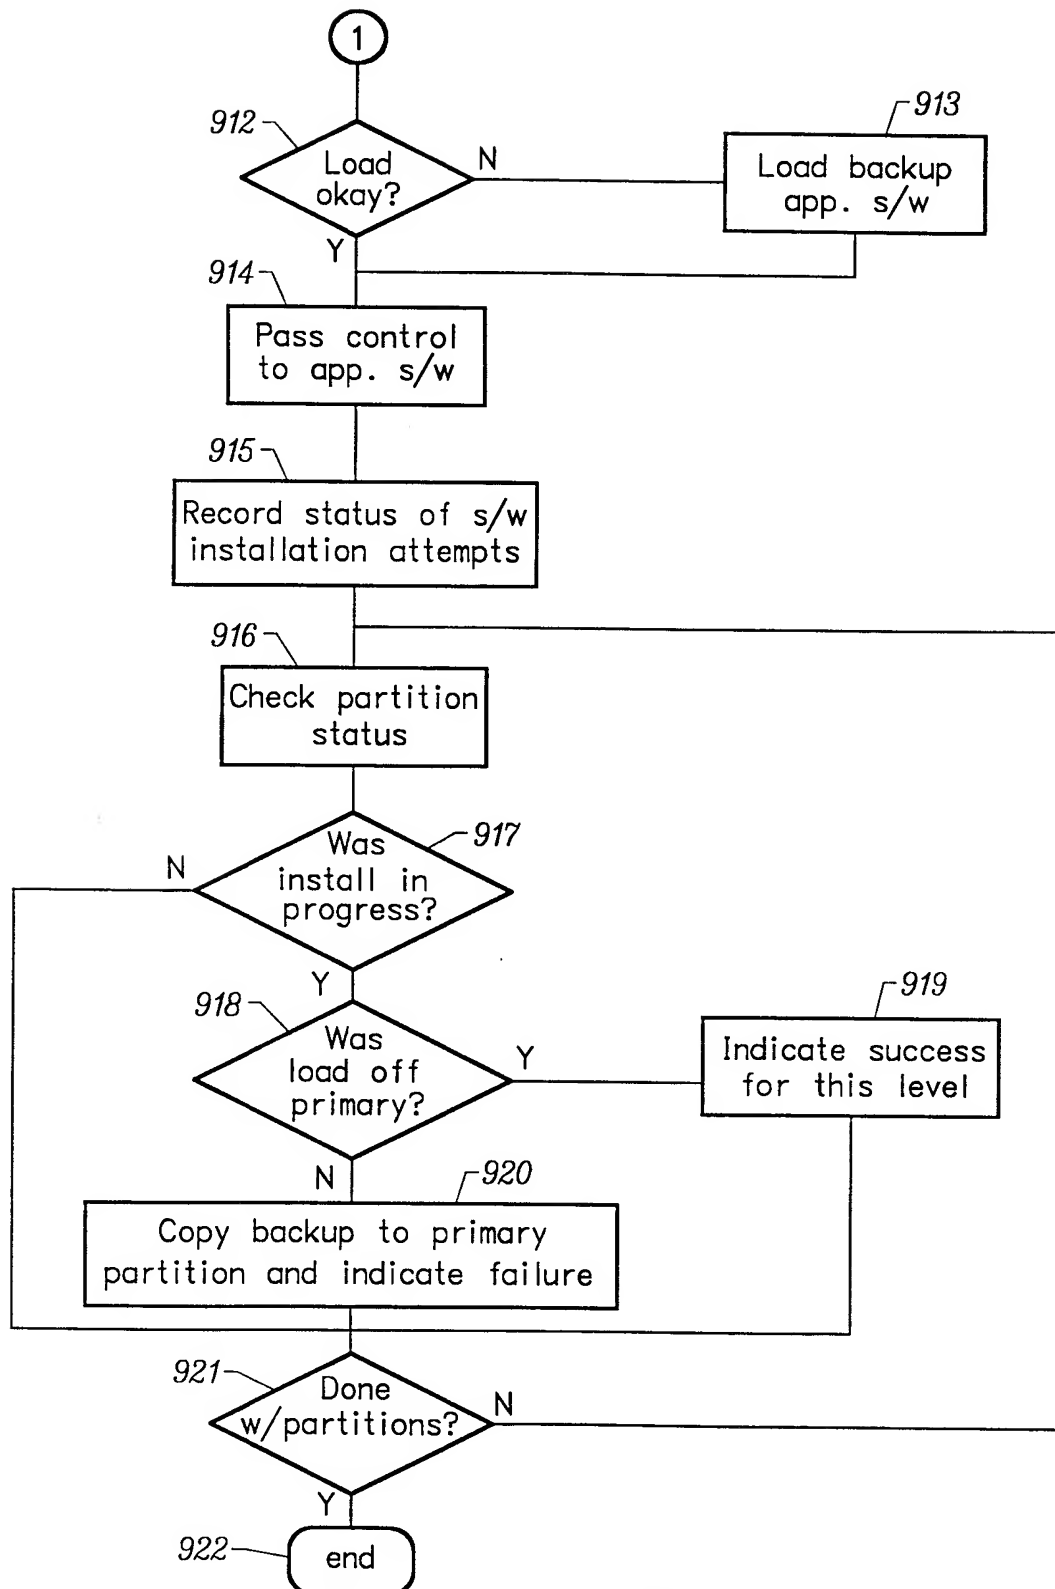 1
912
Load
okay?
N
913
Load backup
app. s/w
Y
914
Pass control
to app. s/w
915
Record status of s/w
installation attempts
916
Check partition
status
917
Was
install in
progress?
N
Y
918
Was
load off
primary?
Y
919
Indicate success
for this level
N
920
Copy backup to primary
partition and indicate failure
921
Done
w/partitions?
N
Y
922
end